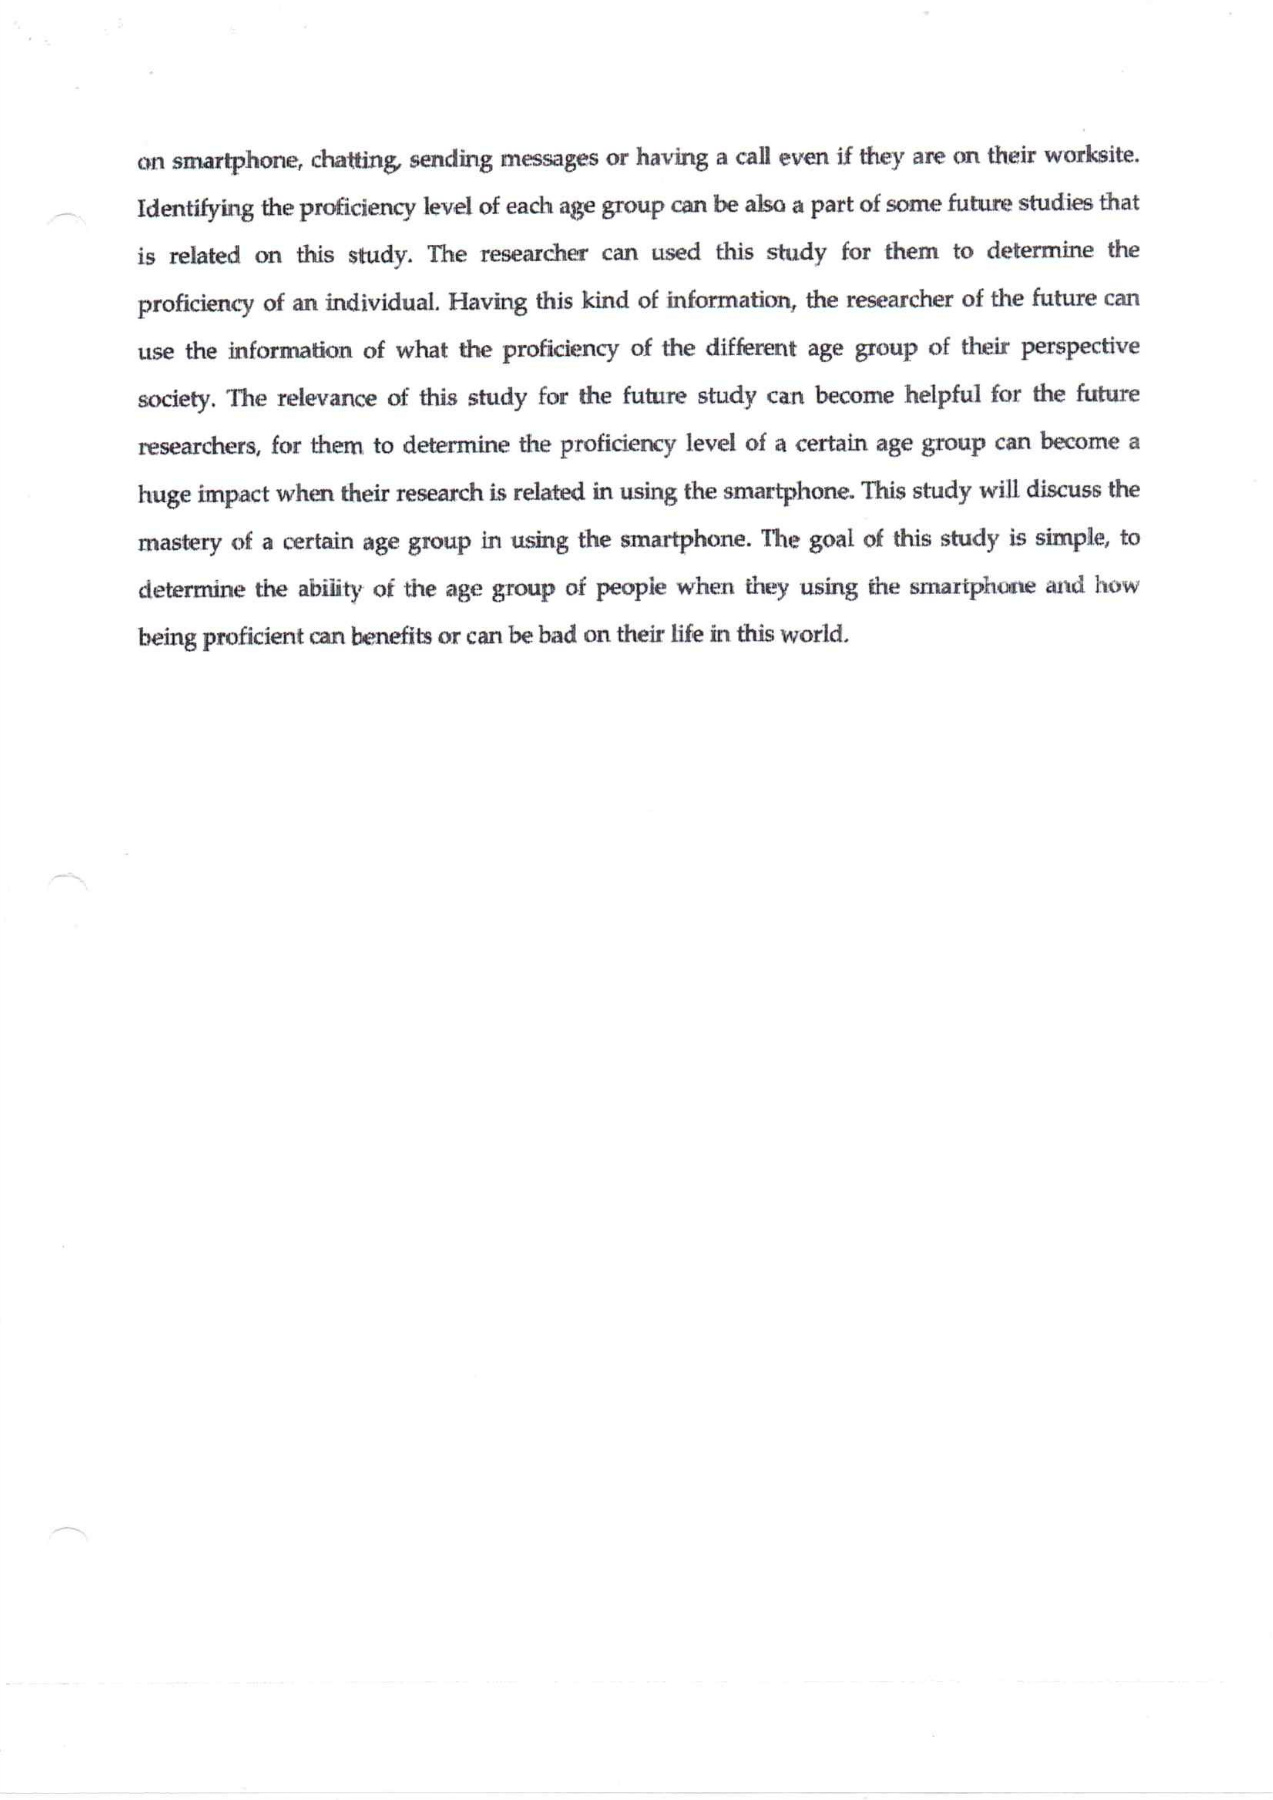 on smartphone, chatting, sending messages or having a call even if they are on their worksite.
Identifying the proficiency level of each age group can be also a part of some future studies that
is related on this study. The researcher can used this study for them to determine the
proficiency of an individual. Having this kind of information, the researcher of the future can
use the information of what the proficiency of the different age group of their perspective
society. The relevance of this study for the future study can become helpful for the future
researchers, for them to determine the proficiency level of a certain age group can become a
huge impact when their research is related in using the smartphone. This study will discuss the
mastery of a certain age group in using the smartphone. The goal of this study is simple, to
determine the ability of the age group of people when they using the smartphone and how
being proficient can benefits or can be bad on their life in this world.